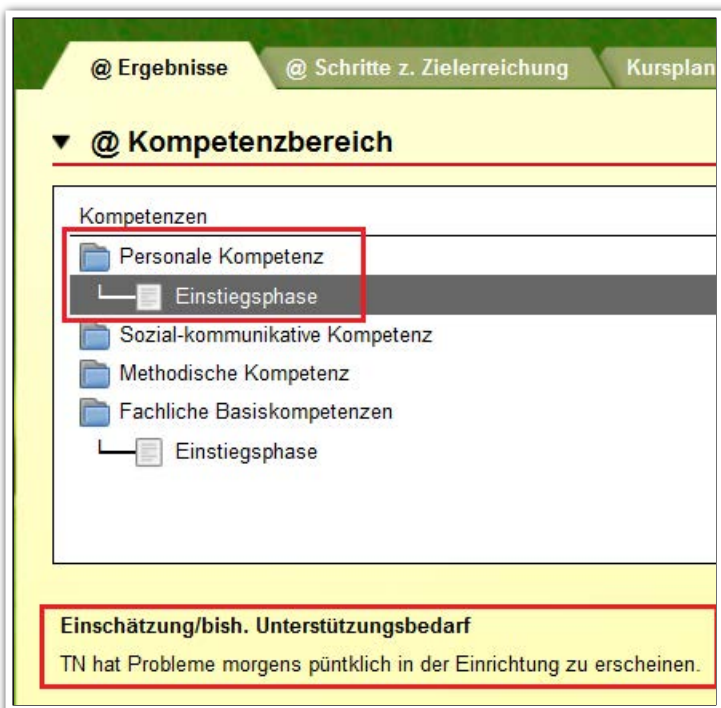 @ Ergebnisse @ Schritte z. Zielerreichung Kursplan
@ Kompetenzbereich
Kompetenzen
Personale Kompetenz
Einstiegsphase
Sozial-kommunikative Kompetenz
Methodische Kompetenz
Fachliche Basiskompetenzen
Einstiegsphase
Einschätzung/bish. Unterstützungsbedarf
TN hat Probleme morgens püntklich in der Einrichtung zu erscheinen.